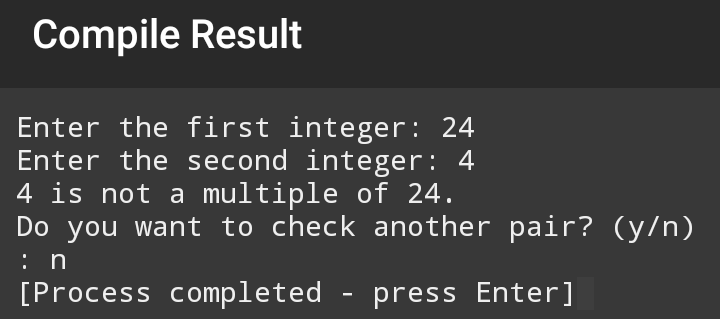 Compile Result
Enter the first integer: 24
Enter the second integer: 4
4 is not a multiple of 24.
Do you want to check another pair? (y/n)
: n
[Process completed - press Enter]